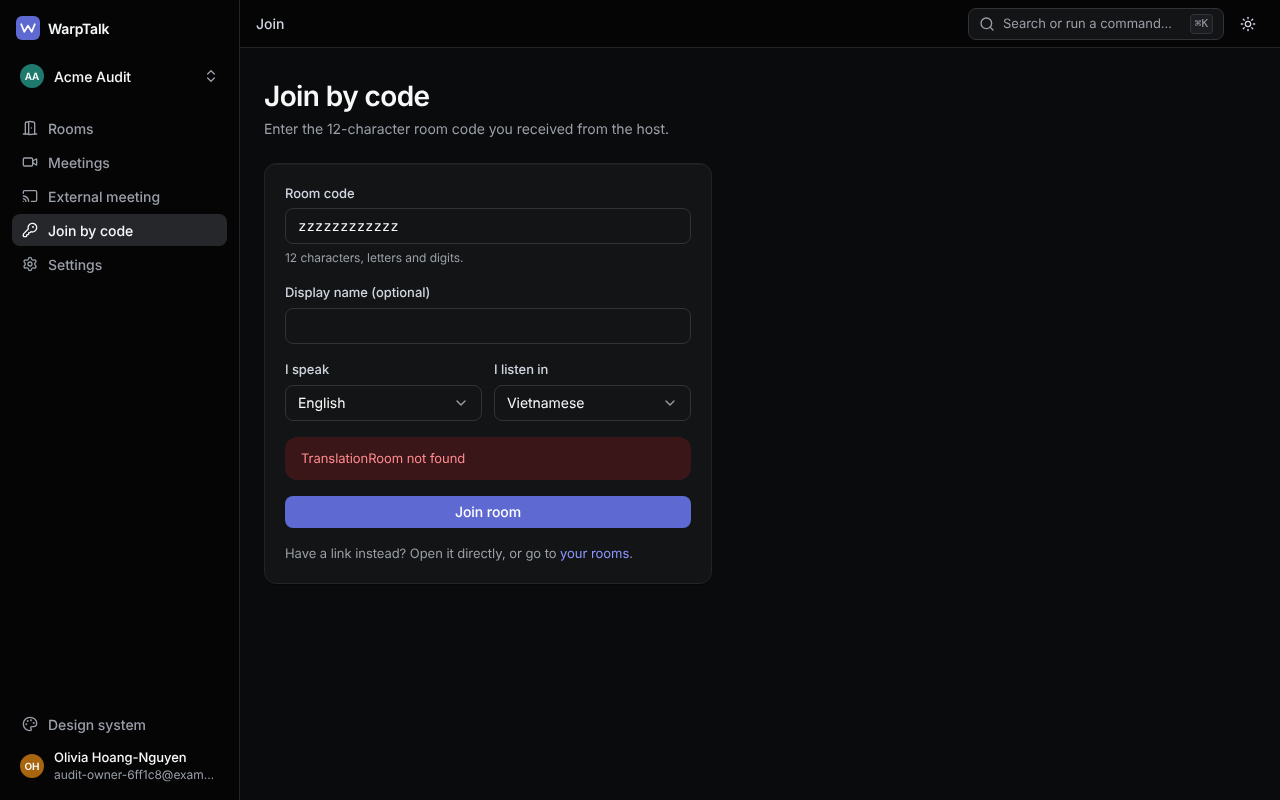 WarpTalk
Join
Search or run a command...
⌘K
AA
Acme Audit
Rooms
Meetings
External meeting
Join by code
Settings
Join by code
Enter the 12-character room code you received from the host.
Room code
zzzzzzzzzzzz
12 characters, letters and digits.
Display name (optional)
I speak
I listen in
English
Vietnamese
TranslationRoom not found
Join room
Have a link instead? Open it directly, or go to your rooms.
Design system
OH
Olivia Hoang-Nguyen
audit-owner-6ff1c8@exam...